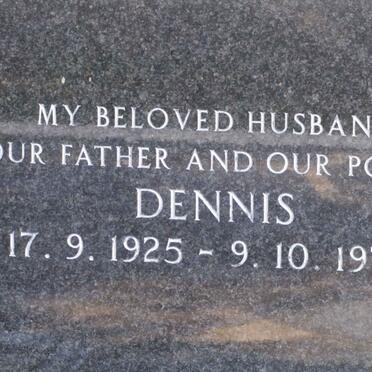 MY BELOVED HUSBAN
OUR FATHER AND OUR PO
DENNIS
17. 9. 1925 - 9. 10. 19